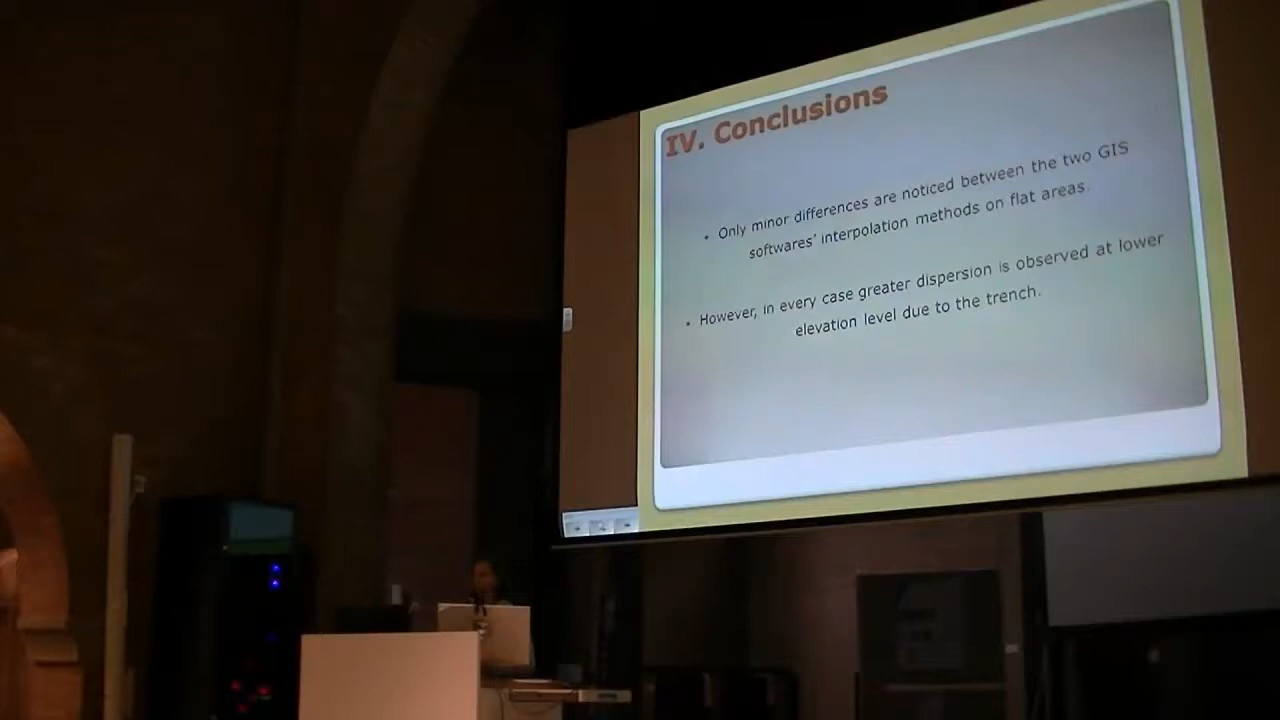 IV. Conclusions
• Only minor differences are noticed between the two GIS
softwares' interpolation methods on flat areas.
• However, in every case greater dispersion is observed at lower
elevation level due to the trench.